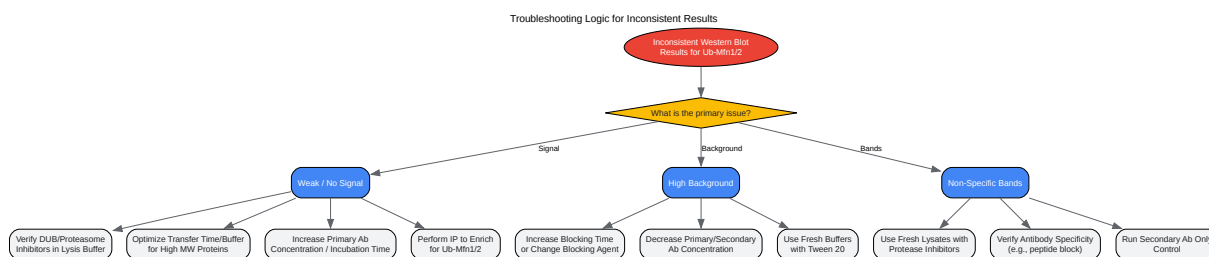 Troubleshooting Logic for Inconsistent Results
Inconsistent Western Blot
Results for Ub-Mfn1/2
What is the primary issue?
Signal
Background
Bands
Weak / No Signal
High Background
Non-Specific Bands
Verify DUB/Proteasome
Inhibitors in Lysis Buffer
Optimize Transfer Time/Buffer
for High MW Proteins
Increase Primary Ab
Concentration / Incubation Time
Perform IP to Enrich
for Ub-Mfn1/2
Increase Blocking Time
or Change Blocking Agent
Decrease Primary/Secondary
Ab Concentration
Use Fresh Buffers
with Tween 20
Use Fresh Lysates with
Protease Inhibitors
Verify Antibody Specificity
(e.g., peptide block)
Run Secondary Ab Only
Control